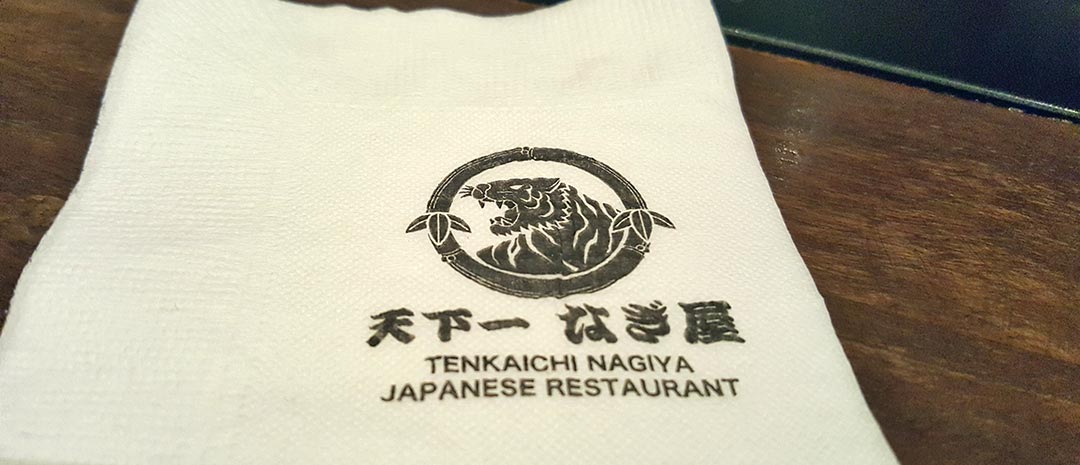 天下一 なぎ屋
TENKAICHI NAGIYA
JAPANESE RESTAURANT